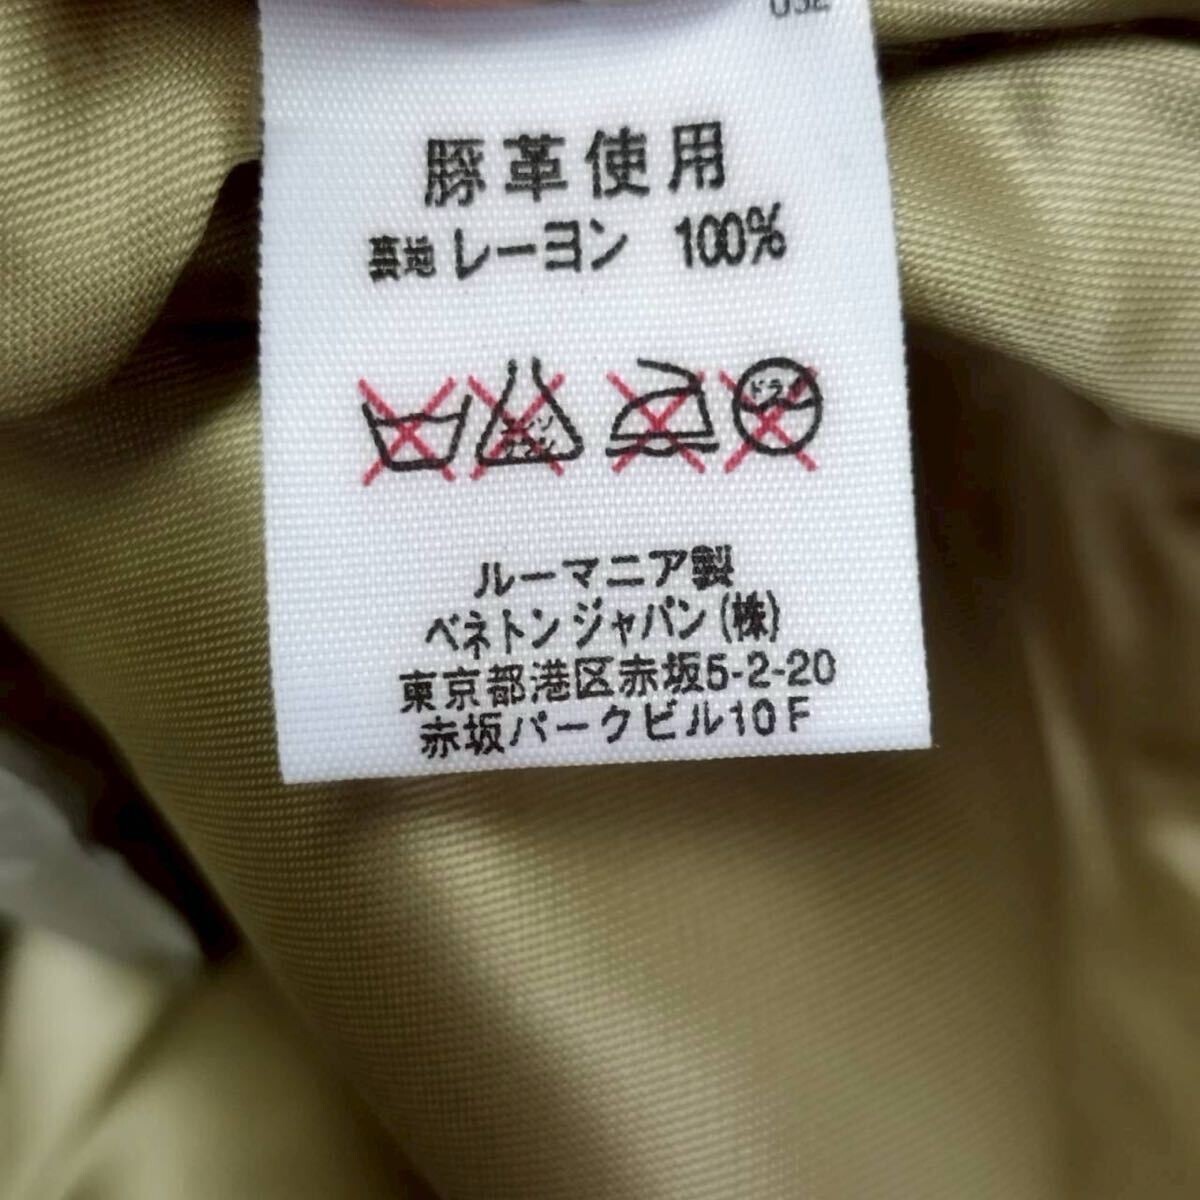 豚革使用
裏地 レーヨン 100%
ドライ
ルーマニア製
ベネトンジャパン(株)
東京都港区赤坂5-2-20
赤坂パークビル10F